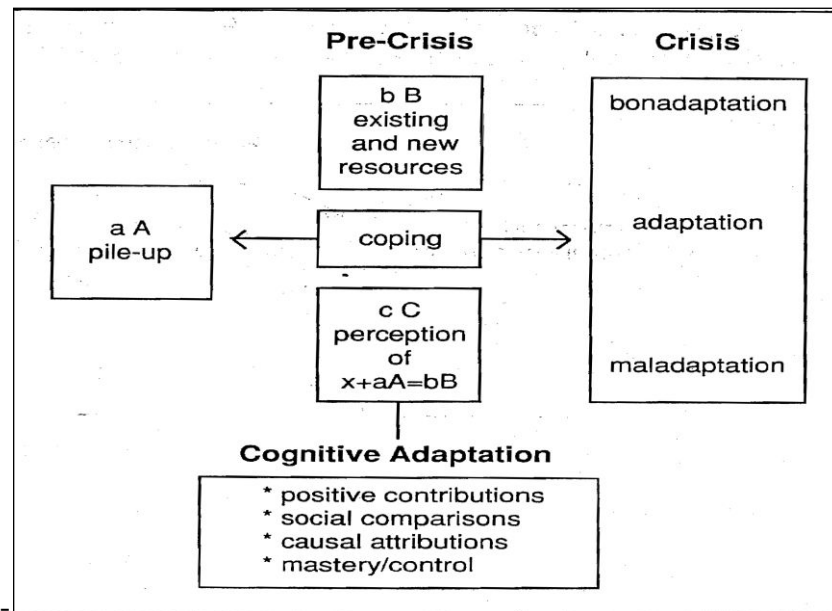 Pre-Crisis
Crisis
b B
existing
and new
resources
bonadaptation
a A
pile-up
coping
adaptation
c C
perception
of
x+aA=bB
maladaptation
Cognitive Adaptation
* positive contributions
* social comparisons
* causal attributions
* mastery/control